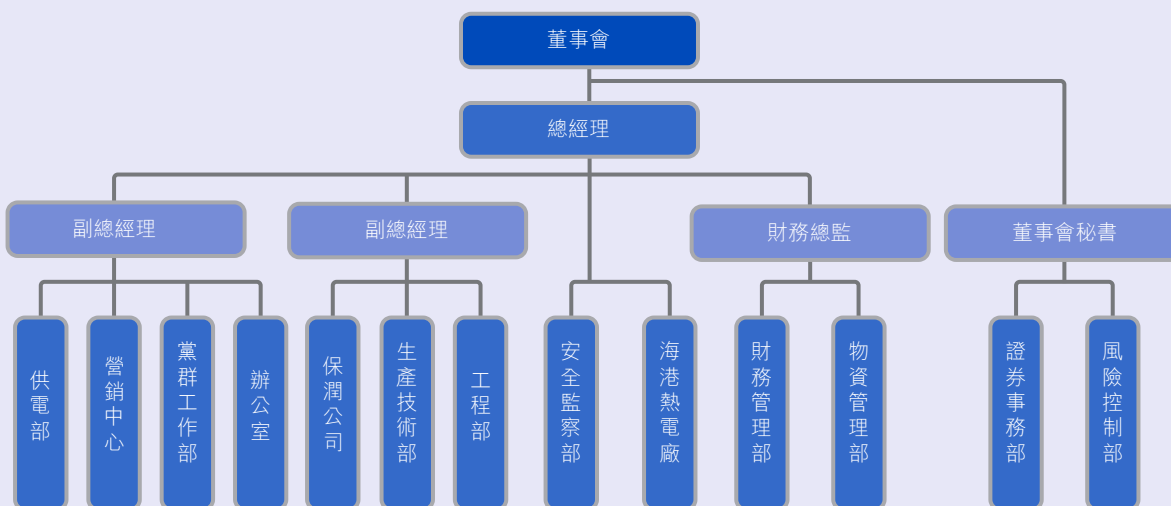 董事會
總經理
副總經理
副總經理
財務總監
董事會秘書
供電部
營銷中心
黨群工作部
辦公室
保潤公司
生產技術部
工程部
安全監察部
海港熱電廠
財務管理部
物資管理部
證券事務部
風險控制部